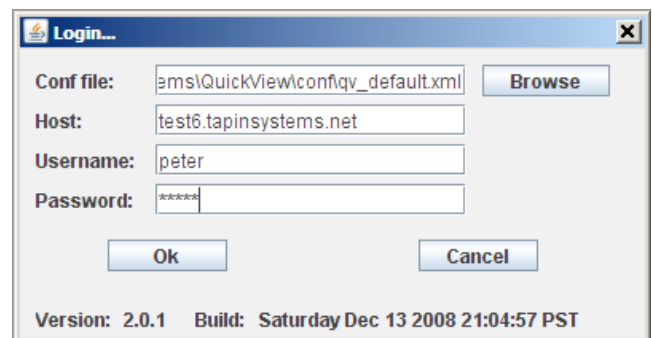 Login...
Conf file: ems\QuickView\conf\qv_default.xml Browse
Host: test6.tapinsystems.net
Username: peter
Password: *****
Ok Cancel
Version: 2.0.1 Build: Saturday Dec 13 2008 21:04:57 PST